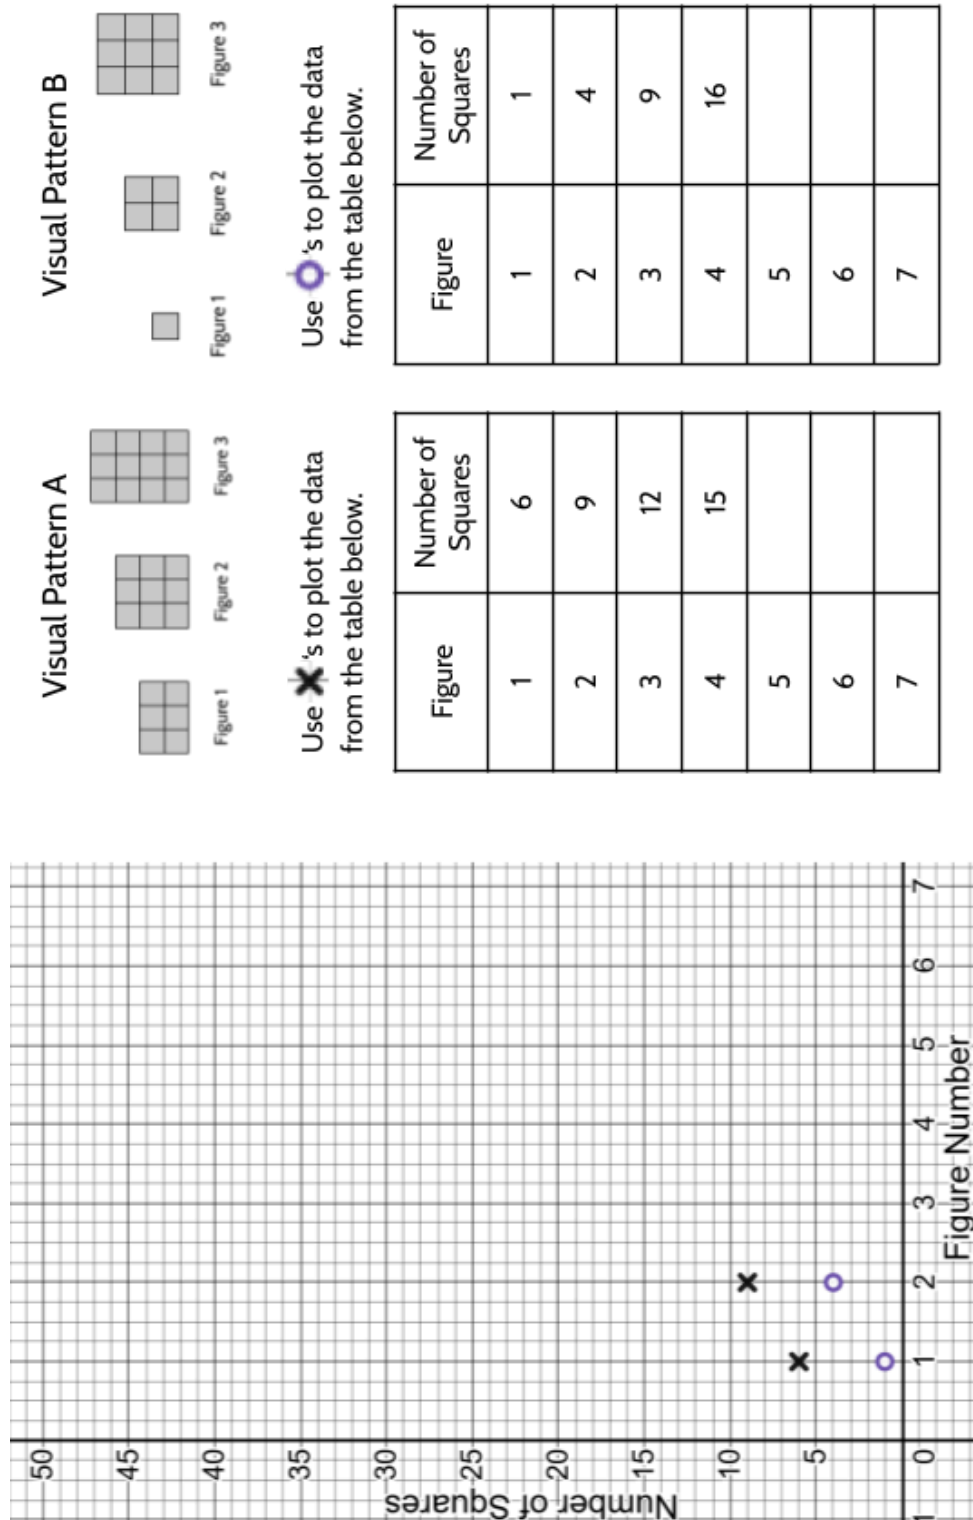 Visual Pattern A
Figure 1
Figure 2
Figure 3
Use ✖'s to plot the data
from the table below.
Figure Number of Squares
1 6
2 9
3 12
4 15
5
6
7
Visual Pattern B
Figure 1
Figure 2
Figure 3
Use O's to plot the data
from the table below.
Figure Number of Squares
1 1
2 4
3 9
4 16
5
6
7
Number of Squares
50
45
40
35
30
25
20
15
10
5
0
1
1 2 3 4 5 6 7
Figure Number